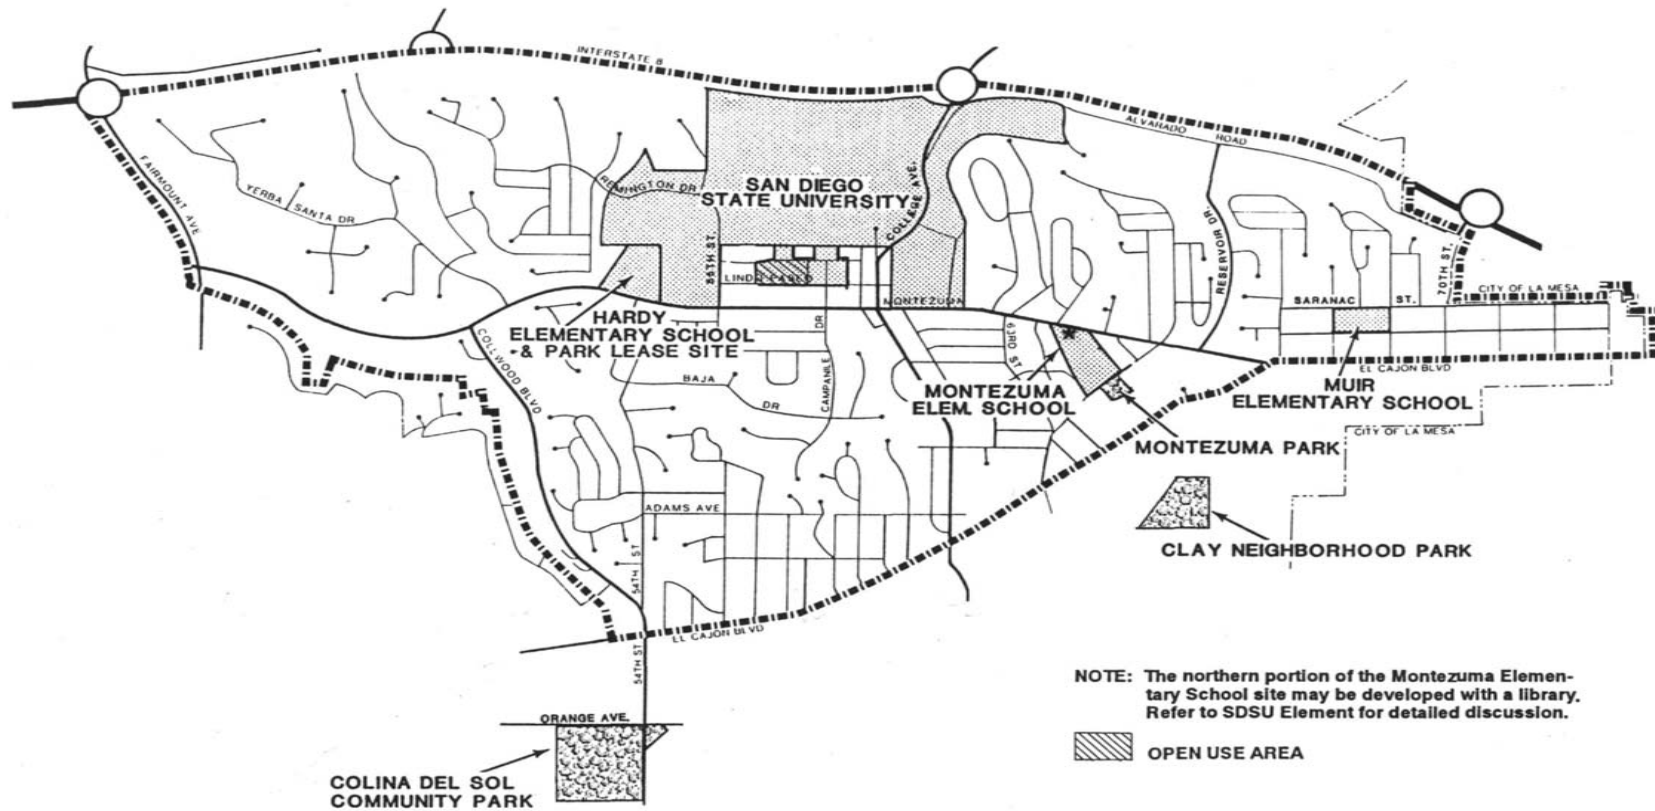 INTERSTATE 8
ALVARADO ROAD
FAIRMOUNT AVE
YERBA SANTA DR
REMINGTON DR
SAN DIEGO
STATE UNIVERSITY
COLLEGE AVE.
55TH ST.
LINDO PASEO
MONTEZUMA
RESERVOIR DR.
70TH ST.
CITY OF LA MESA
SARANAC ST.
HARDY
ELEMENTARY SCHOOL
& PARK LEASE SITE
COLLWOOD BLVD
BAJA DR
CAMPANILE DR
63RD ST
EL CAJON BLVD
MUIR
ELEMENTARY SCHOOL
MONTEZUMA
ELEM. SCHOOL
CITY OF LA MESA
MONTEZUMA PARK
ADAMS AVE
CLAY NEIGHBORHOOD PARK
54TH ST
EL CAJON BLVD
54TH ST
NOTE: The northern portion of the Montezuma Elemen-
tary School site may be developed with a library.
Refer to SDSU Element for detailed discussion.
ORANGE AVE.
OPEN USE AREA
COLINA DEL SOL
COMMUNITY PARK